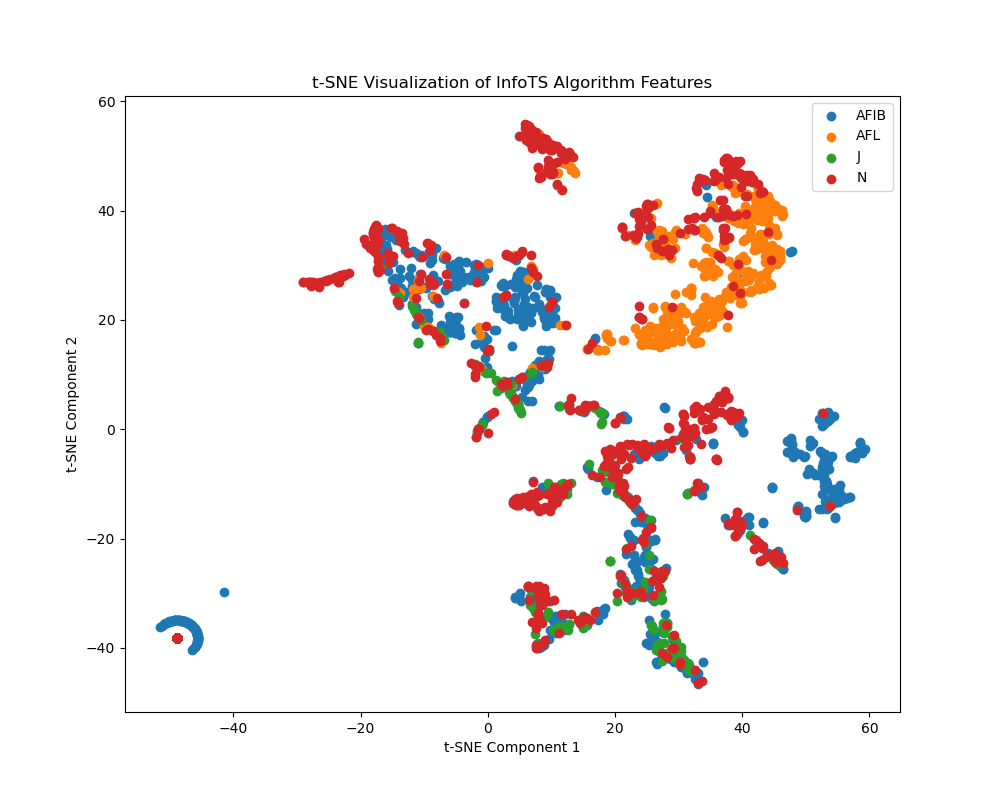 t-SNE Visualization of InfoTS Algorithm Features
AFIB
AFL
J
N
60
40
20
0
−20
−40
t-SNE Component 2
−40
−20
0
20
40
60
t-SNE Component 1